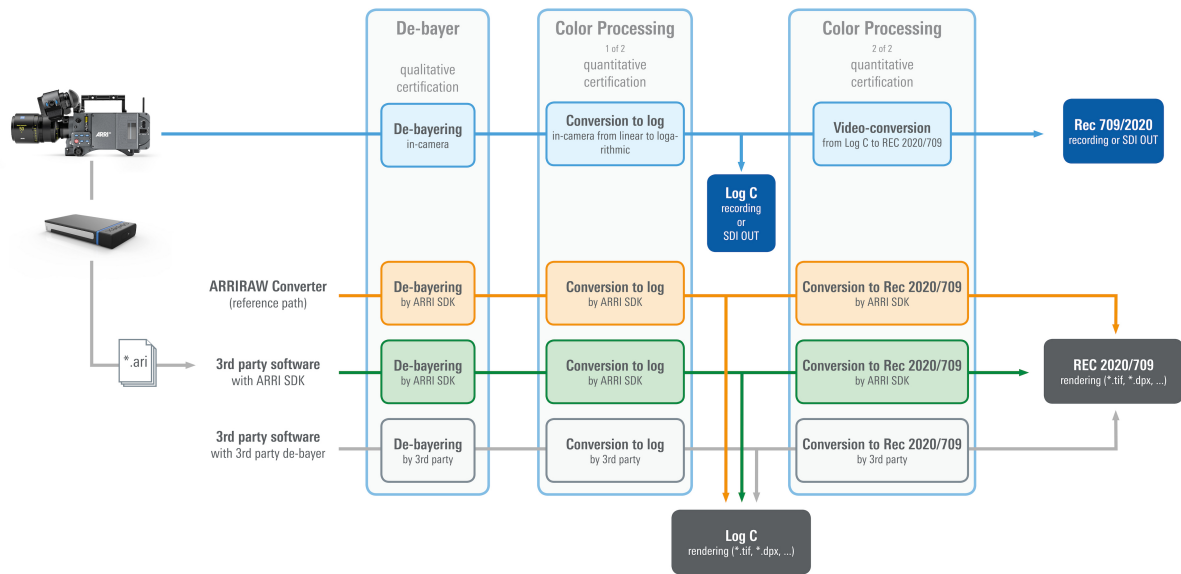 De-bayer
qualitative
certification
Color Processing
1 of 2
quantitative
certification
Color Processing
2 of 2
quantitative
certification
ARRI
De-bayering
in-camera
Conversion to log
in-camera from linear to loga-
rithmic
Video-conversion
from Log C to REC 2020/709
Rec 709/2020
recording or SDI OUT
Log C
recording
or
SDI OUT
ARRIRAW Converter
(reference path)
De-bayering
by ARRI SDK
Conversion to log
by ARRI SDK
Conversion to Rec 2020/709
by ARRI SDK
*.ari
3rd party software
with ARRI SDK
De-bayering
by ARRI SDK
Conversion to log
by ARRI SDK
Conversion to Rec 2020/709
by ARRI SDK
REC 2020/709
rendering (*.tif, *.dpx, ...)
3rd party software
with 3rd party de-bayer
De-bayering
by 3rd party
Conversion to log
by 3rd party
Conversion to Rec 2020/709
by 3rd party
Log C
rendering (*.tif, *.dpx, ...)